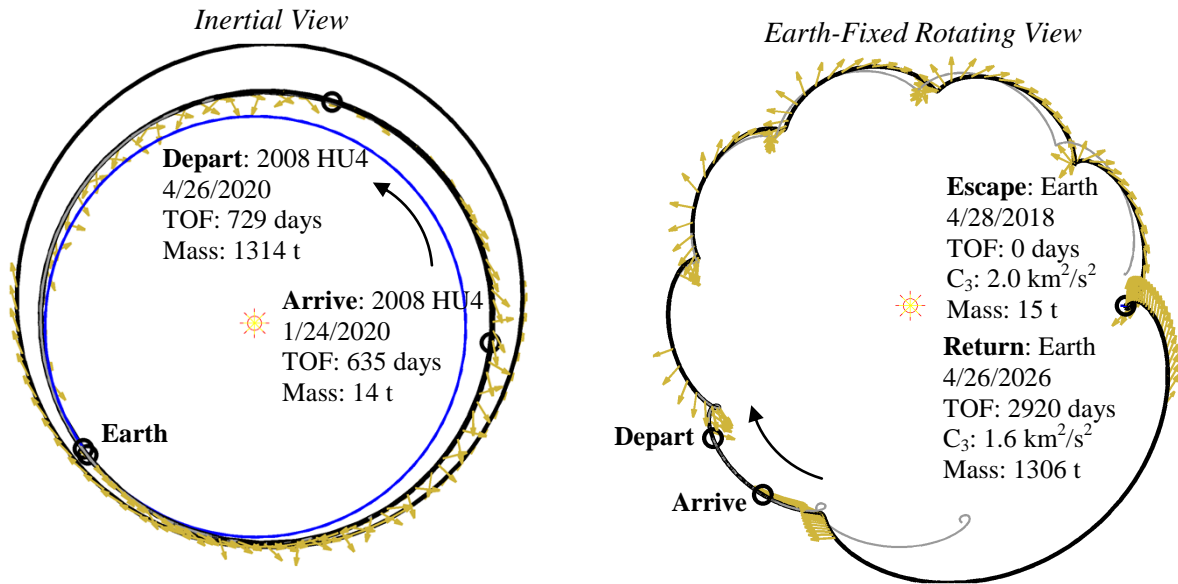 Inertial View
Depart: 2008 HU4
4/26/2020
TOF: 729 days
Mass: 1314 t
Arrive: 2008 HU4
1/24/2020
TOF: 635 days
Mass: 14 t
Earth
Earth-Fixed Rotating View
Escape: Earth
4/28/2018
TOF: 0 days
C₃: 2.0 km²/s²
Mass: 15 t
Return: Earth
4/26/2026
TOF: 2920 days
C₃: 1.6 km²/s²
Mass: 1306 t
Depart
Arrive